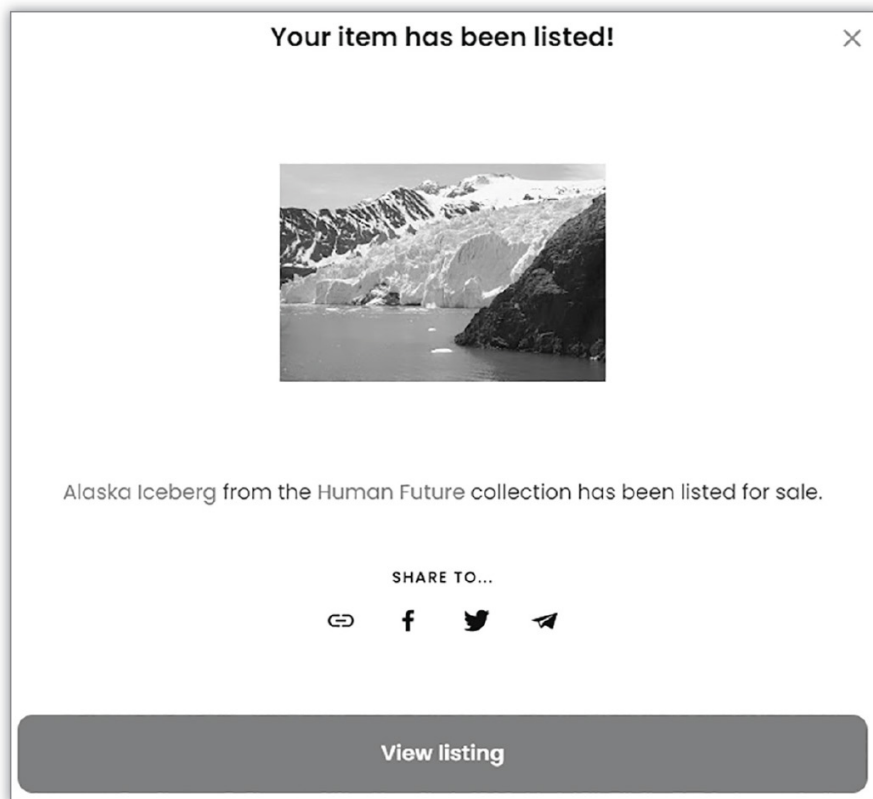 Your item has been listed!
Alaska Iceberg from the Human Future collection has been listed for sale.
SHARE TO...
View listing